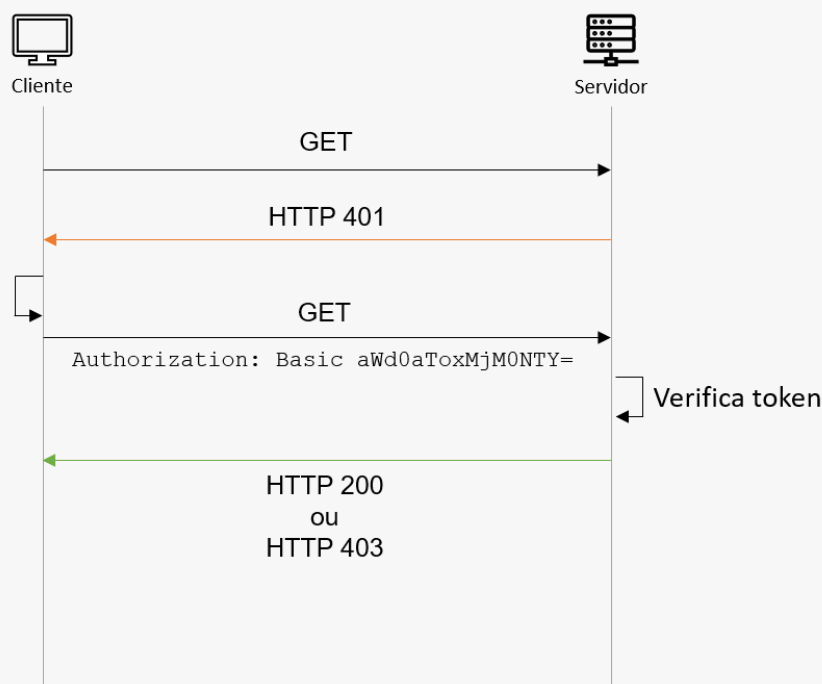 Cliente
Servidor
GET
HTTP 401
GET
Authorization: Basic aWd0aToxMjM0NTY=
Verifica token
HTTP 200
ou
HTTP 403